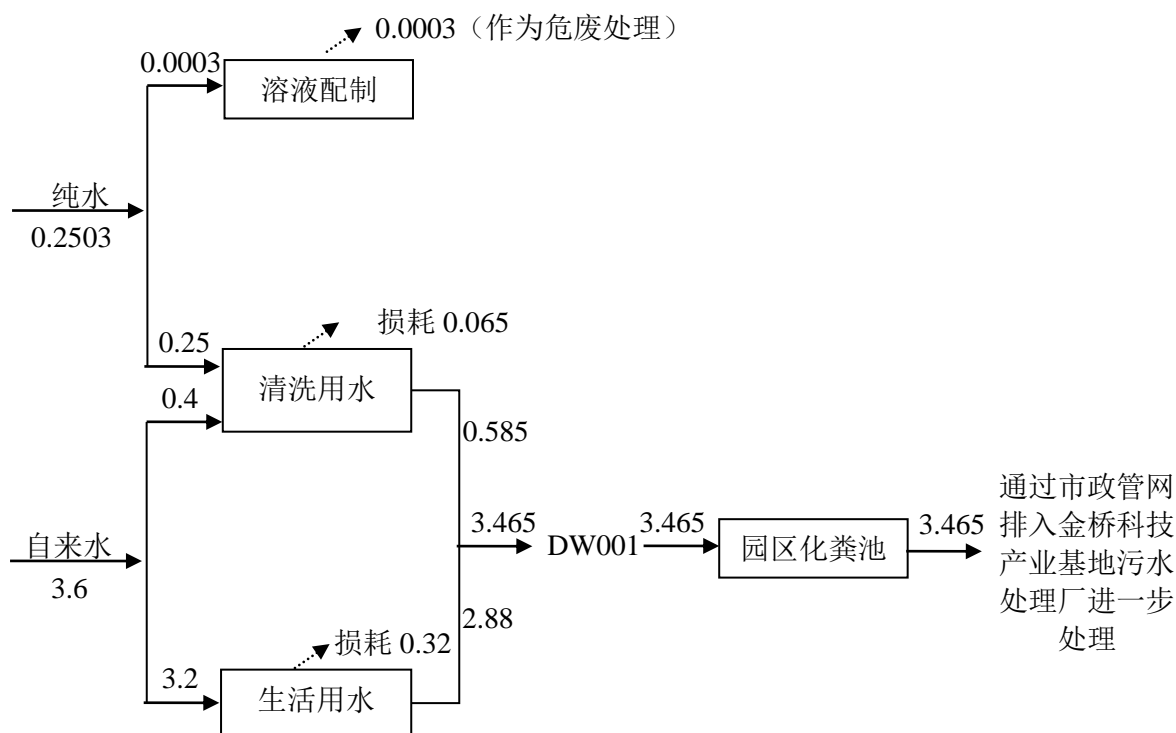 0.0003（作为危废处理）
0.0003
溶液配制
纯水
0.2503
损耗 0.065
0.25
清洗用水
0.4
0.585
通过市政管网
排入金桥科技
产业基地污水
处理厂进一步
处理
自来水
3.6
3.465
DW001
3.465
园区化粪池
3.465
2.88
损耗 0.32
3.2
生活用水